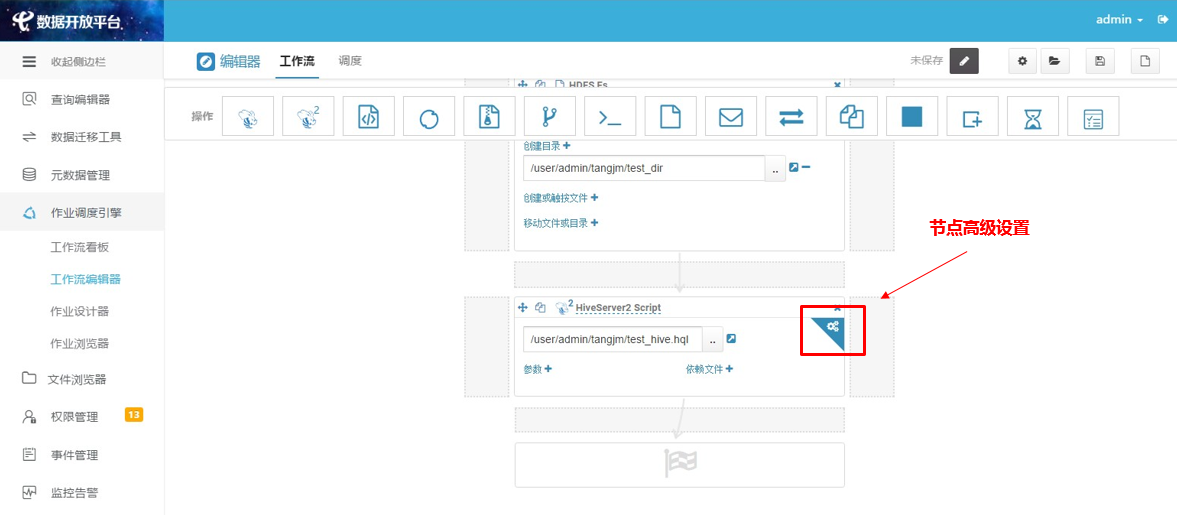 数据开放平台
admin
收起侧边栏
编辑器
工作流
调度
未保存
查询编辑器
数据迁移工具
元数据管理
作业调度引擎
工作流看板
工作流编辑器
作业设计器
作业浏览器
文件浏览器
权限管理
13
事件管理
监控告警
HDFS Fs
操作
2
创建目录
/user/admin/tangjm/test_dir
..
创建或触按文件
移动文件或目录
节点高级设置
2 HiveServer2 Script
/user/admin/tangjm/test_hive.hql
..
参数
依赖文件